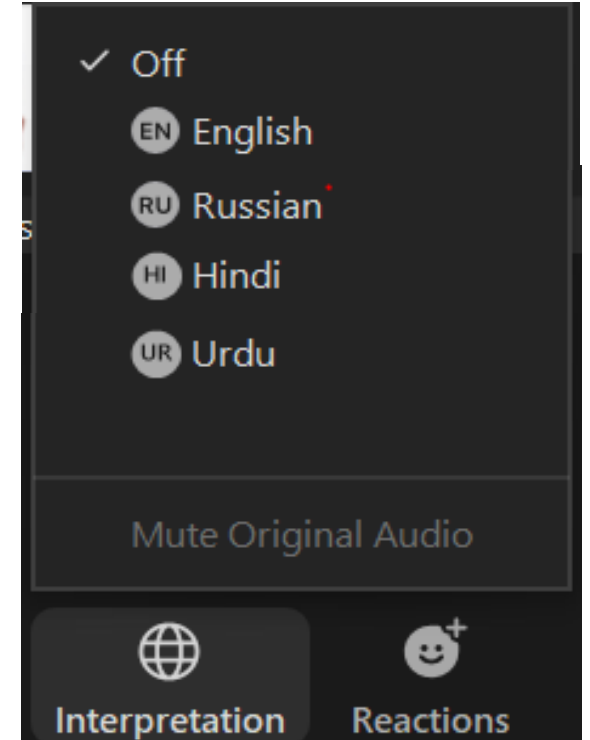 Off
EN English
RU Russian
HI Hindi
UR Urdu
Mute Original Audio
Interpretation Reactions